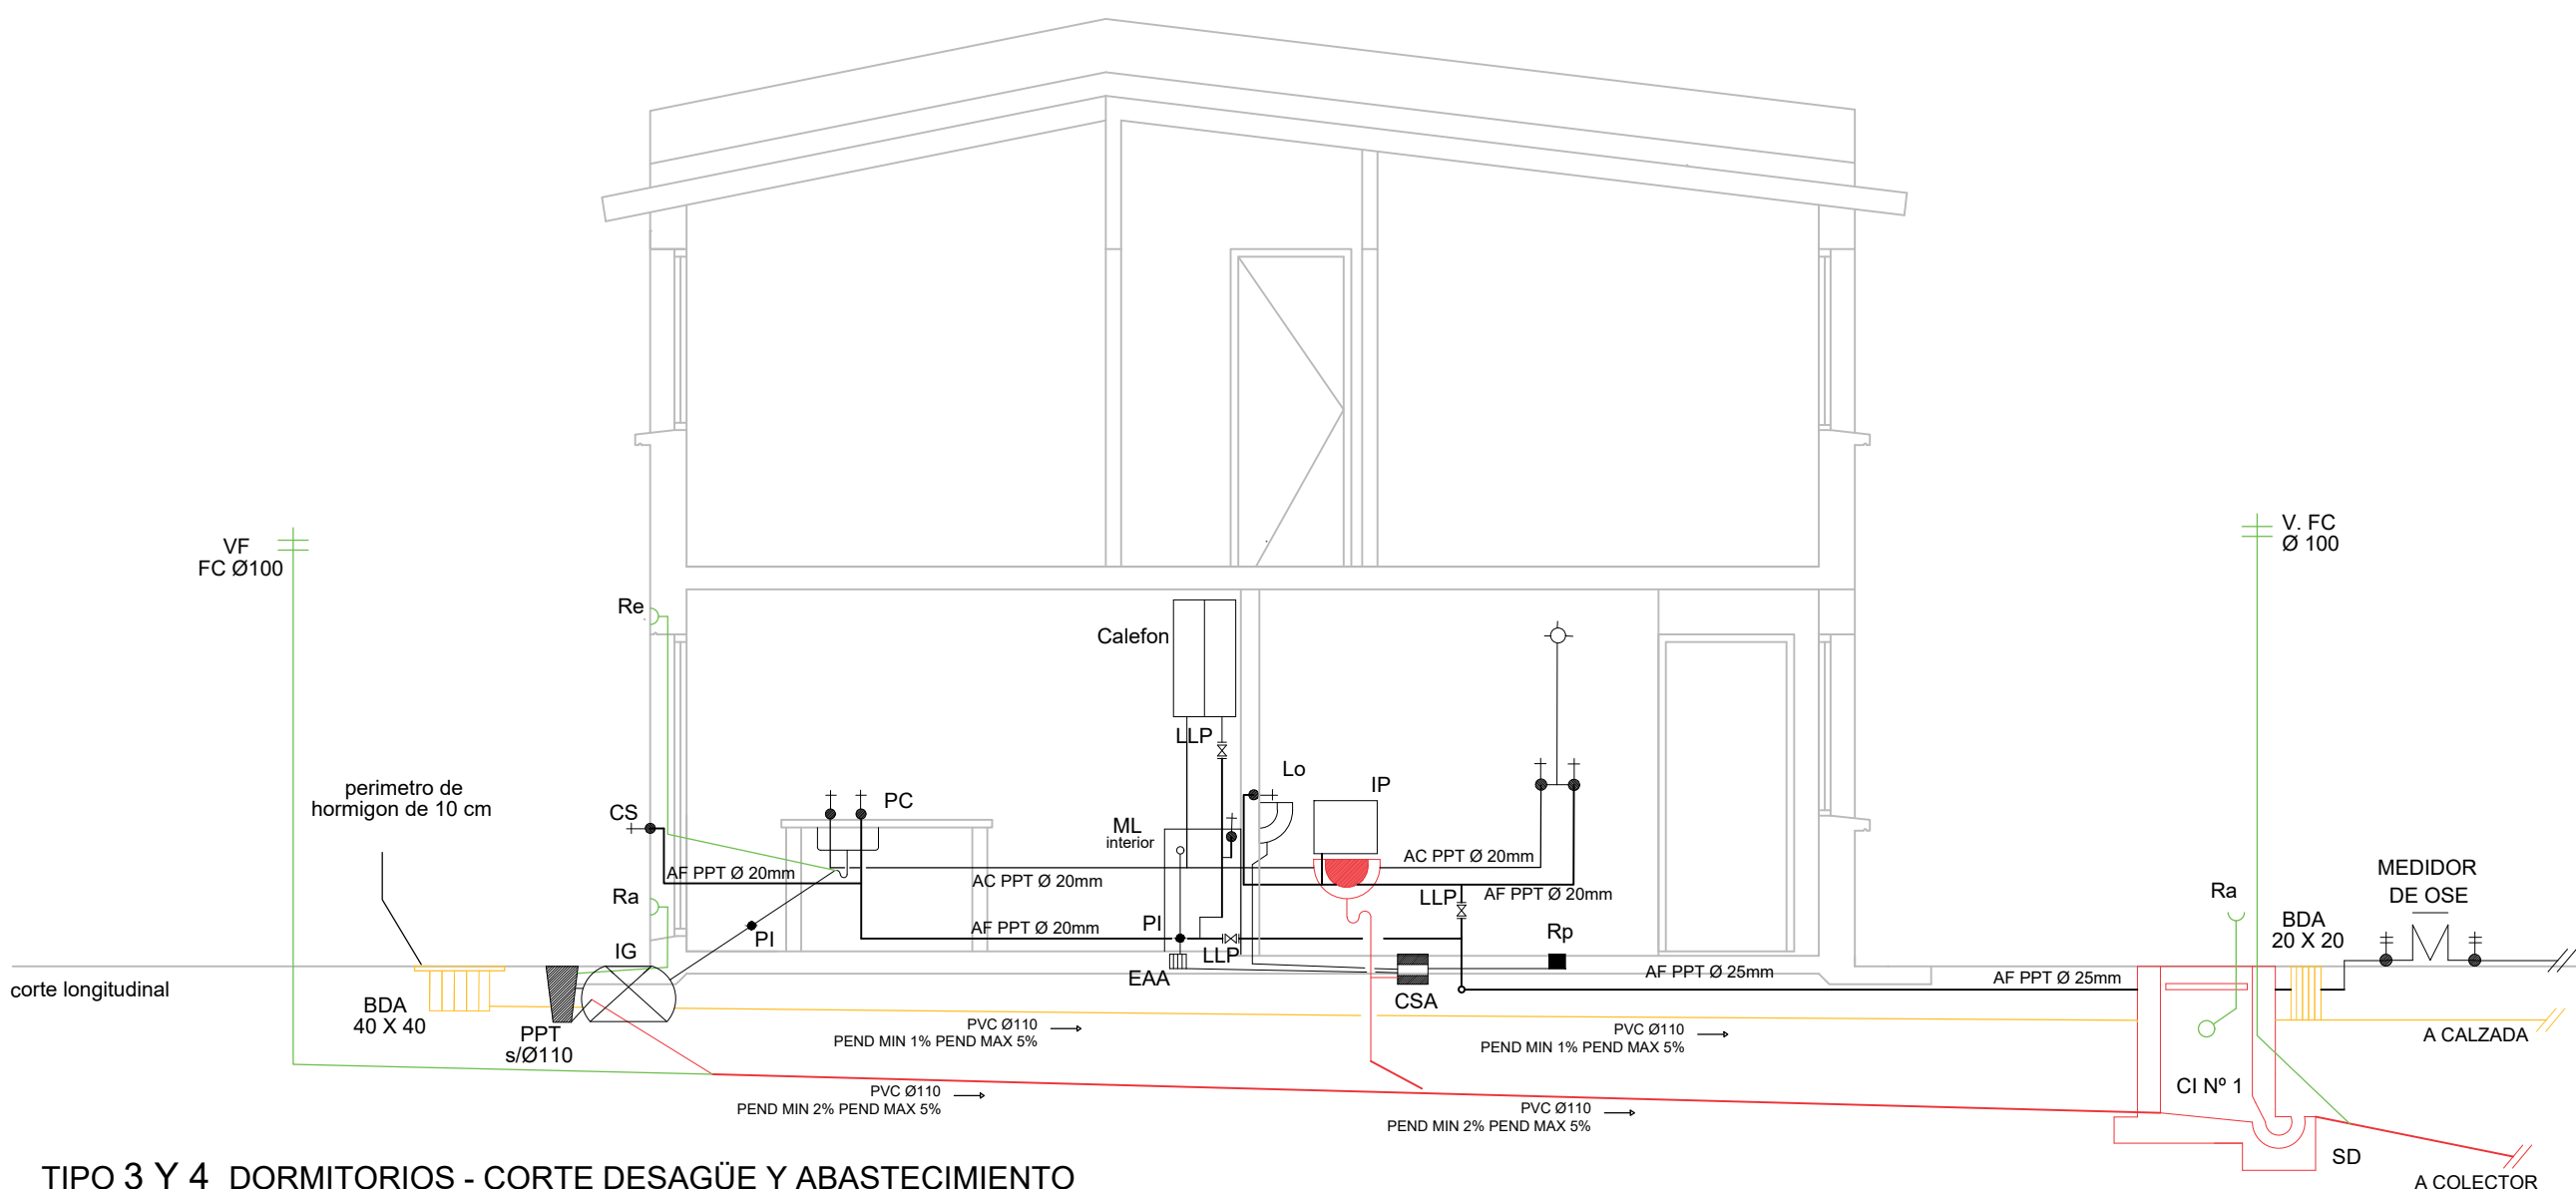 VF
FC Ø100
V. FC
Ø 100
Re
Calefon
LLP
Lo
IP
perimetro de
hormigon de 10 cm
CS
PC
ML
interior
AC PPT Ø 20mm
AF PPT Ø 20mm
AC PPT Ø 20mm
AF PPT Ø 20mm
LLP
MEDIDOR
DE OSE
Ra
Ra
BDA
20 X 20
PI
AF PPT Ø 20mm
PI
LLP
Rp
IG
EAA
CSA
AF PPT Ø 25mm
AF PPT Ø 25mm
corte longitudinal
BDA
40 X 40
PPT
s/Ø110
PVC Ø110
PEND MIN 1% PEND MAX 5%
PVC Ø110
PEND MIN 1% PEND MAX 5%
A CALZADA
CI Nº 1
PVC Ø110
PEND MIN 2% PEND MAX 5%
PVC Ø110
PEND MIN 2% PEND MAX 5%
SD
A COLECTOR
TIPO 3 Y 4 DORMITORIOS - CORTE DESAGÜE Y ABASTECIMIENTO